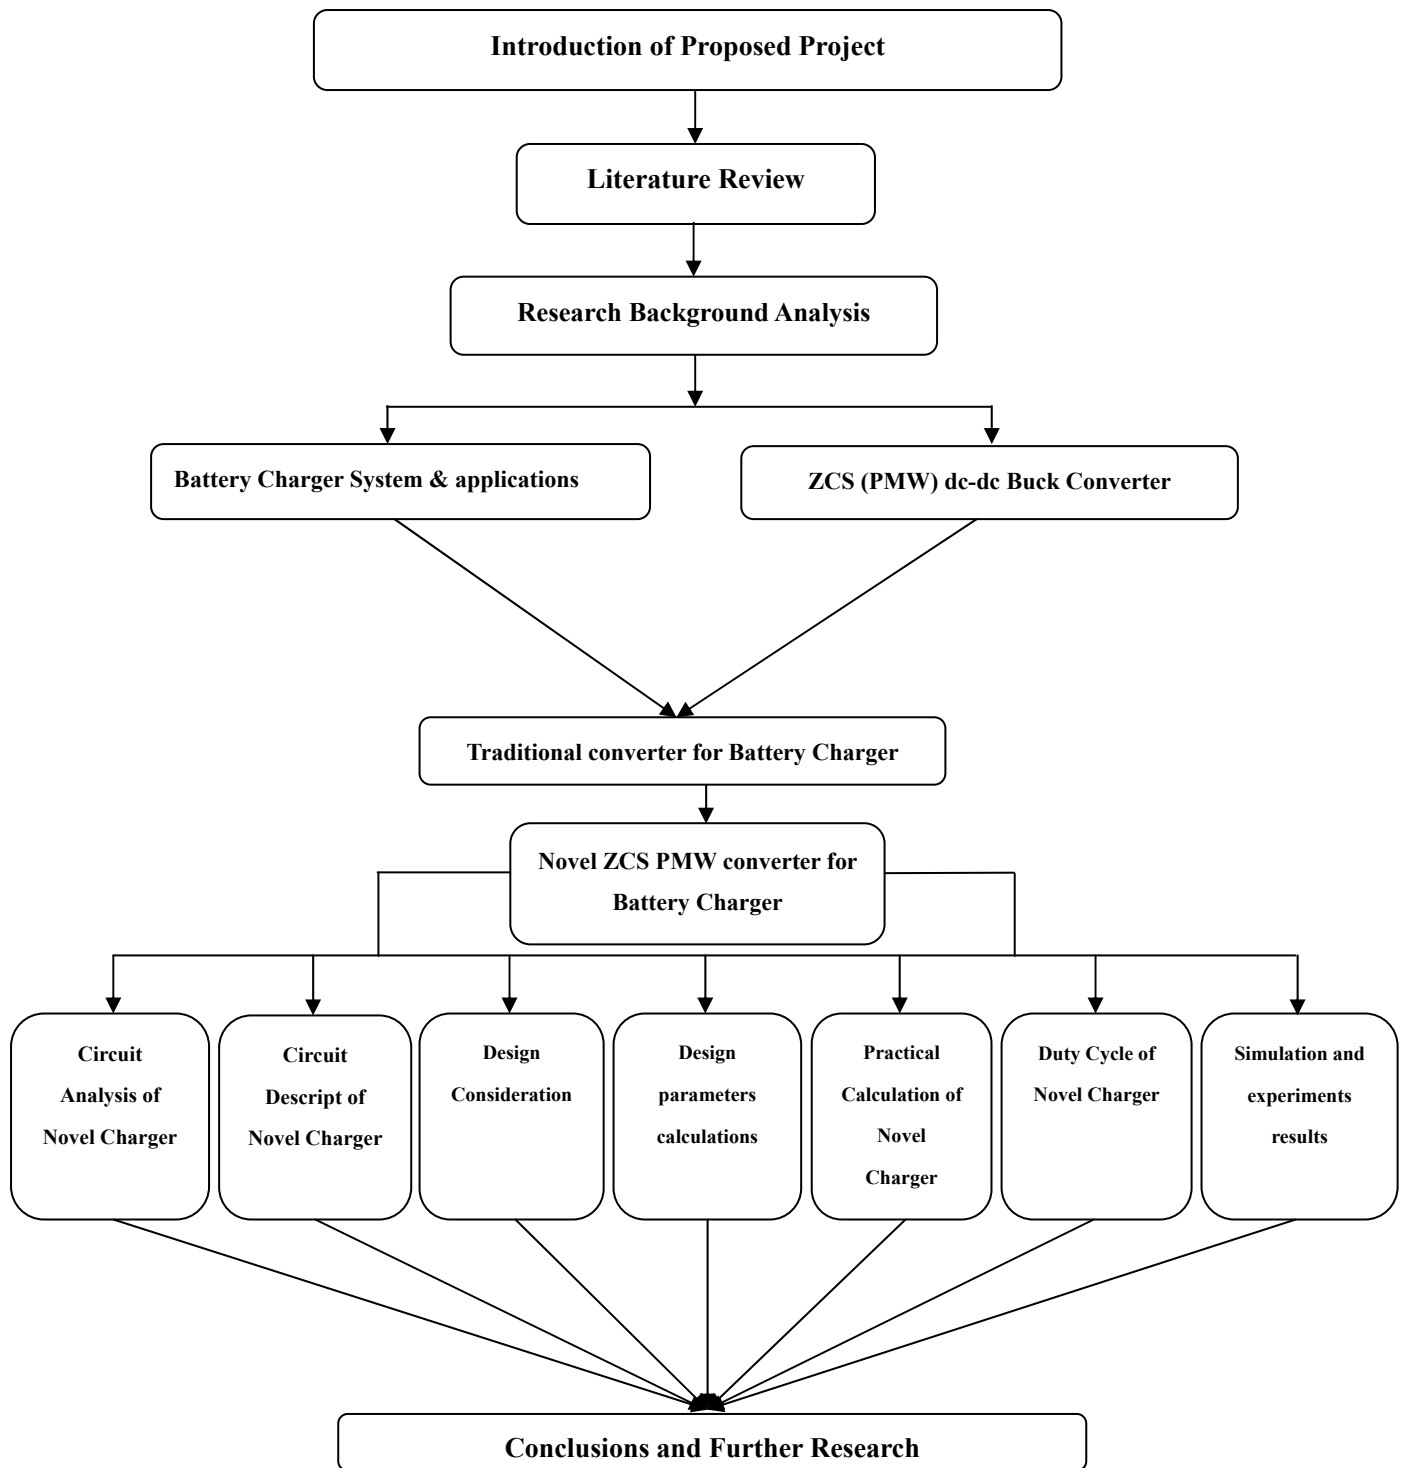 Introduction of Proposed Project
Literature Review
Research Background Analysis
Battery Charger System & applications
ZCS (PMW) dc-dc Buck Converter
Traditional converter for Battery Charger
Novel ZCS PMW converter for
Battery Charger
Circuit
Analysis of
Novel Charger
Circuit
Descript of
Novel Charger
Design
Consideration
Design
parameters
calculations
Practical
Calculation of
Novel
Charger
Duty Cycle of
Novel Charger
Simulation and
experiments
results
Conclusions and Further Research